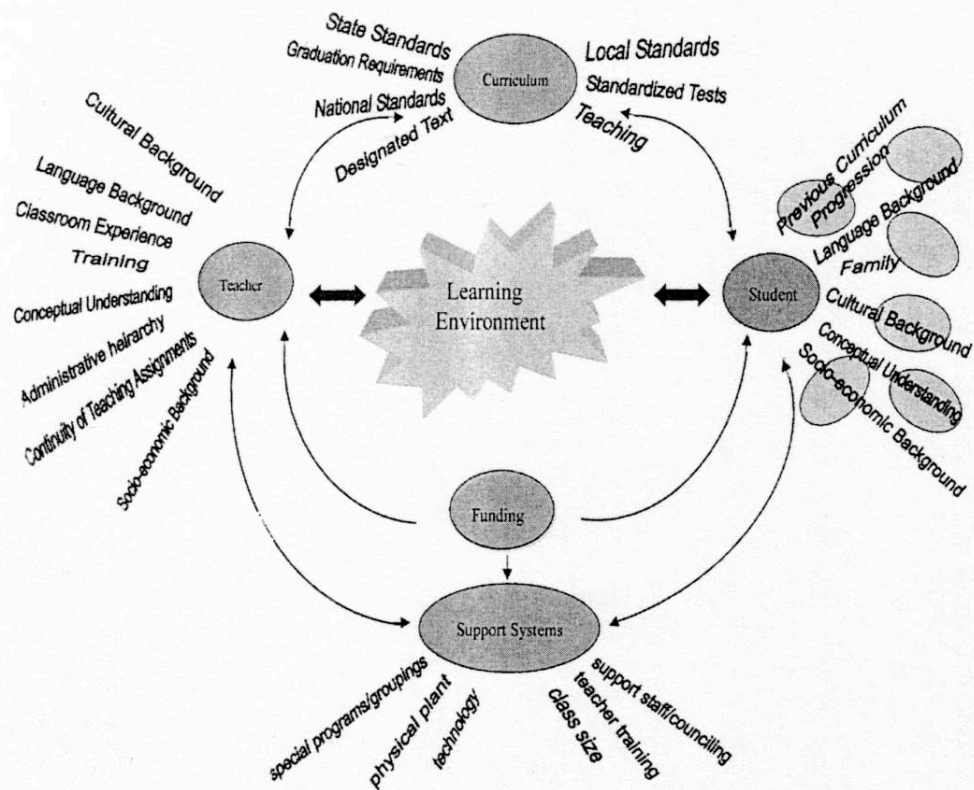 State Standards
Graduation Requirements
National Standards
Designated Text
Curriculum
Local Standards
Standardized Tests
Teaching
Cultural Background
Language Background
Classroom Experience
Training
Conceptual Understanding
Administrative heirarchy
Continuity of Teaching Assignments
Socio-economic Background
Teacher
Learning
Environment
Student
Previous Curriculum
Progression
Language Background
Family
Cultural Background
Conceptual Understanding
Socio-economic Background
Funding
Support Systems
special programs/groupings
physical plant
technology
class size
teacher training
support staff/counciling